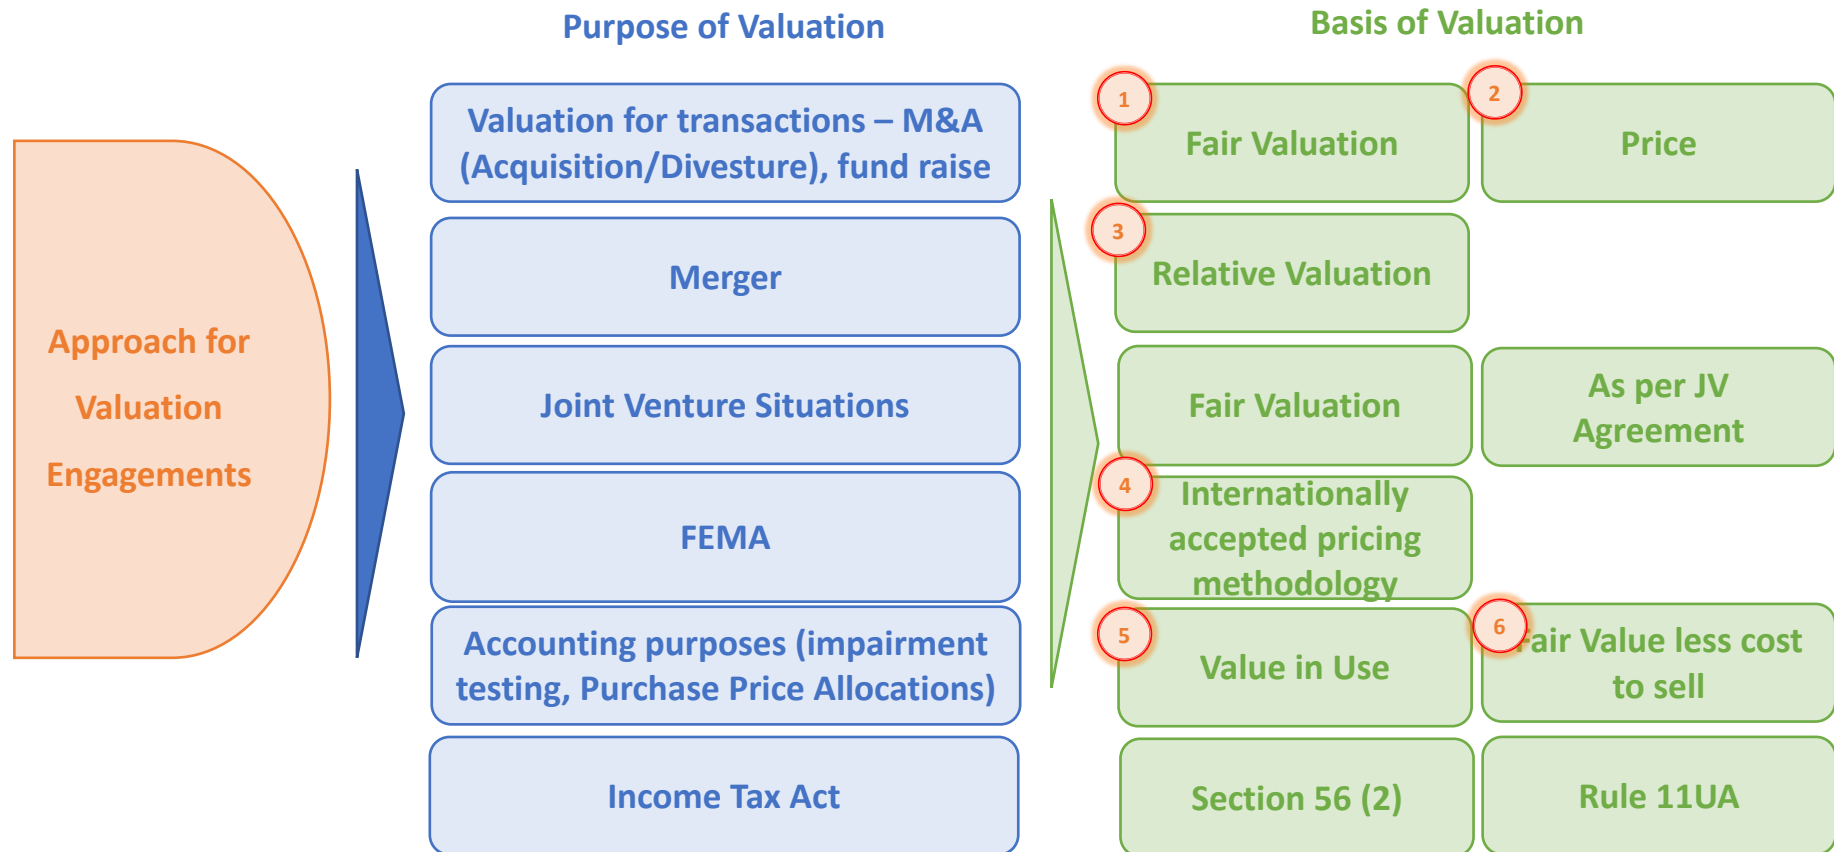 Purpose of Valuation
Basis of Valuation
Approach for
Valuation
Engagements
Valuation for transactions – M&A
(Acquisition/Divesture), fund raise
1
Fair Valuation
2
Price
Merger
3
Relative Valuation
Joint Venture Situations
Fair Valuation
As per JV
Agreement
FEMA
4
Internationally
accepted pricing
methodology
Accounting purposes (impairment
testing, Purchase Price Allocations)
5
Value in Use
6
Fair Value less cost
to sell
Income Tax Act
Section 56 (2)
Rule 11UA